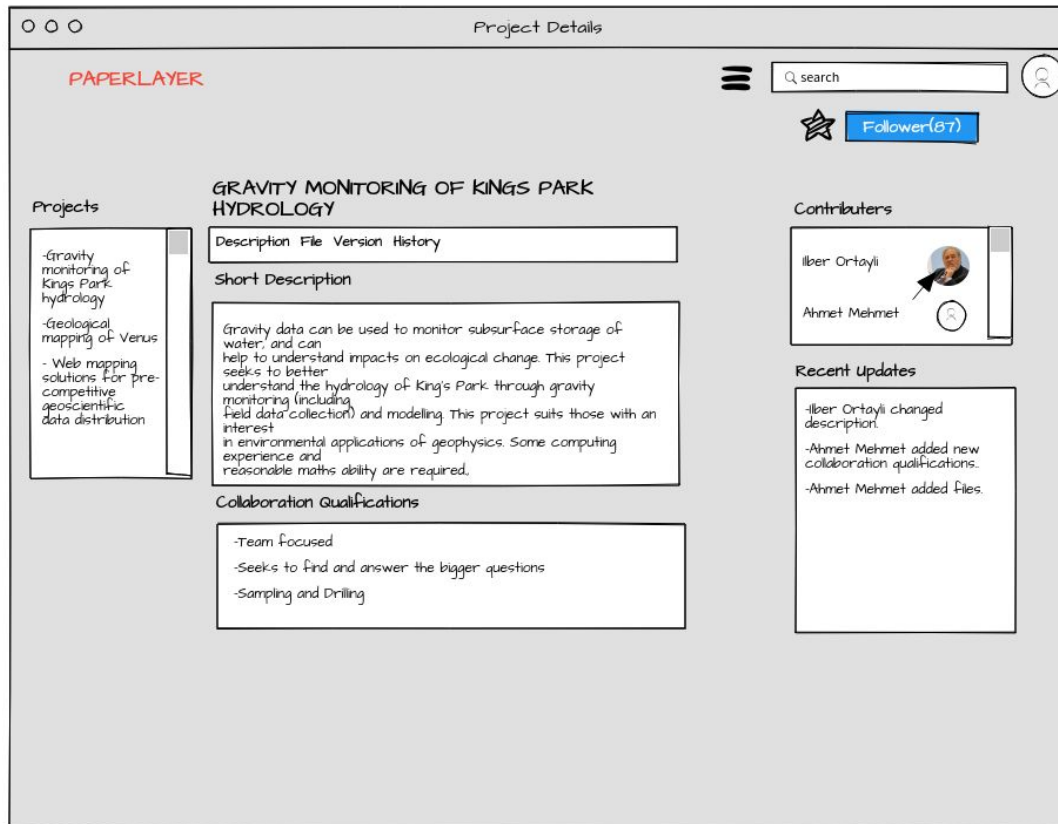 Project Details
PAPERLAYER
search
Follower(87)
Projects
-Gravity
monitoring of
Kings Park
hydrology
-Geological
mapping of Venus
- Web mapping
solutions for pre-
competitive
geoscientific
data distribution
GRAVITY MONITORING OF KINGS PARK
HYDROLOGY
Description File Version History
Short Description
Gravity data can be used to monitor subsurface storage of
water, and can
help to understand impacts on ecological change. This project
seeks to better
understand the hydrology of King's Park through gravity
monitoring (including
field data collection) and modelling. This project suits those with an
interest
in environmental applications of geophysics. Some computing
experience and
reasonable maths ability are required,.
Collaboration Qualifications
-Team focused
-Seeks to find and answer the bigger questions
-Sampling and Drilling
Contributers
Ilber Ortayli
Ahmet Mehmet
Recent Updates
-Ilber Ortayli changed
description.
-Ahmet Mehmet added new
collaboration qualifications..
-Ahmet Mehmet added files.